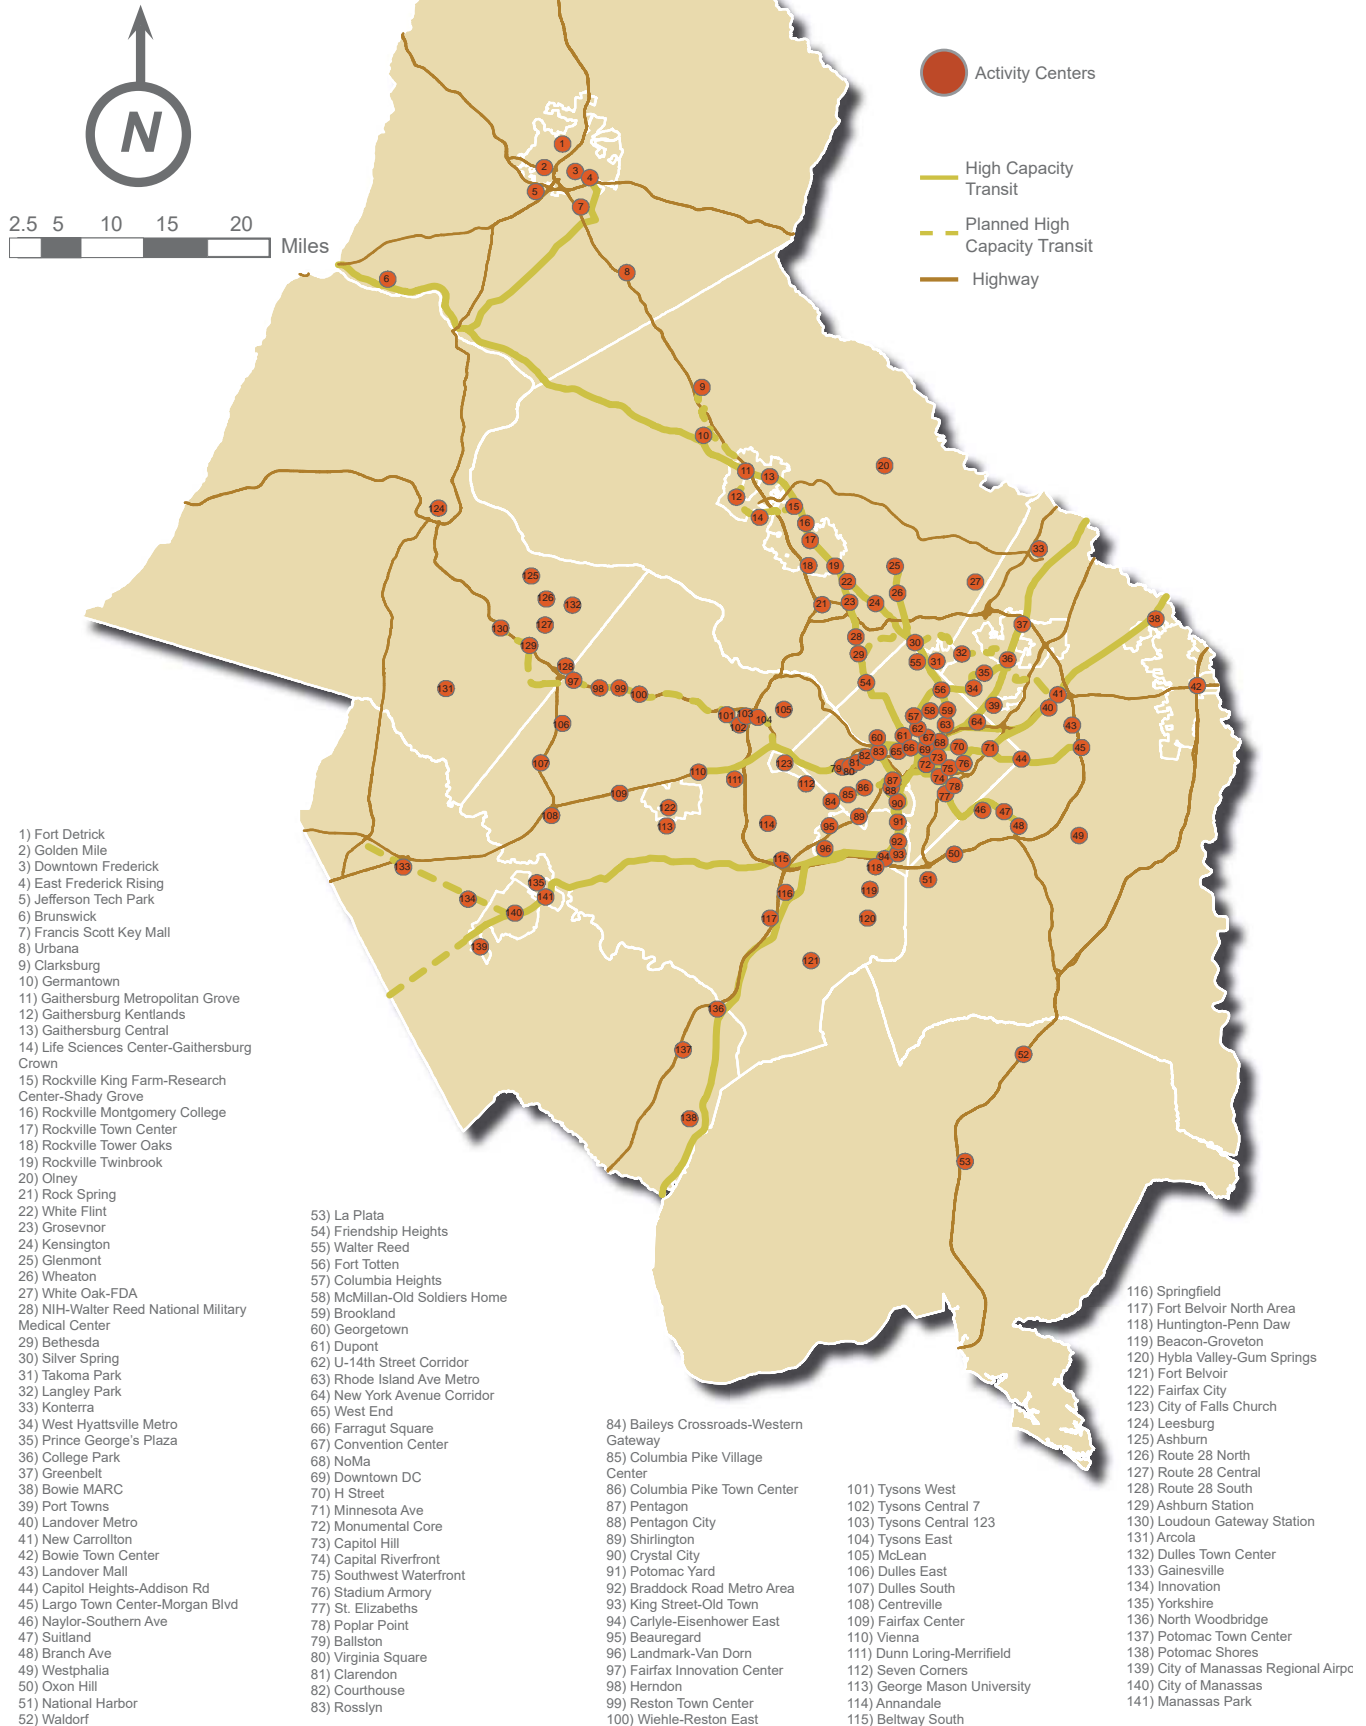 N
2.5 5 10 15 20
Miles
Activity Centers
High Capacity
Transit
Planned High
Capacity Transit
Highway
1) Fort Detrick
2) Golden Mile
3) Downtown Frederick
4) East Frederick Rising
5) Jefferson Tech Park
6) Brunswick
7) Francis Scott Key Mall
8) Urbana
9) Clarksburg
10) Germantown
11) Gaithersburg Metropolitan Grove
12) Gaithersburg Kentlands
13) Gaithersburg Central
14) Life Sciences Center-Gaithersburg
Crown
15) Rockville King Farm-Research
Center-Shady Grove
16) Rockville Montgomery College
17) Rockville Town Center
18) Rockville Tower Oaks
19) Rockville Twinbrook
20) Olney
21) Rock Spring
22) White Flint
23) Grosevnor
24) Kensington
25) Glenmont
26) Wheaton
27) White Oak-FDA
28) NIH-Walter Reed National Military
Medical Center
29) Bethesda
30) Silver Spring
31) Takoma Park
32) Langley Park
33) Konterra
34) West Hyattsville Metro
35) Prince George's Plaza
36) College Park
37) Greenbelt
38) Bowie MARC
39) Port Towns
40) Landover Metro
41) New Carrollton
42) Bowie Town Center
43) Landover Mall
44) Capitol Heights-Addison Rd
45) Largo Town Center-Morgan Blvd
46) Naylor-Southern Ave
47) Suitland
48) Branch Ave
49) Westphalia
50) Oxon Hill
51) National Harbor
52) Waldorf
53) La Plata
54) Friendship Heights
55) Walter Reed
56) Fort Totten
57) Columbia Heights
58) McMillan-Old Soldiers Home
59) Brookland
60) Georgetown
61) Dupont
62) U-14th Street Corridor
63) Rhode Island Ave Metro
64) New York Avenue Corridor
65) West End
66) Farragut Square
67) Convention Center
68) NoMa
69) Downtown DC
70) H Street
71) Minnesota Ave
72) Monumental Core
73) Capitol Hill
74) Capital Riverfront
75) Southwest Waterfront
76) Stadium Armory
77) St. Elizabeths
78) Poplar Point
79) Ballston
80) Virginia Square
81) Clarendon
82) Courthouse
83) Rosslyn
84) Baileys Crossroads-Western
Gateway
85) Columbia Pike Village
Center
86) Columbia Pike Town Center
87) Pentagon
88) Pentagon City
89) Shirlington
90) Crystal City
91) Potomac Yard
92) Braddock Road Metro Area
93) King Street-Old Town
94) Carlyle-Eisenhower East
95) Beauregard
96) Landmark-Van Dorn
97) Fairfax Innovation Center
98) Herndon
99) Reston Town Center
100) Wiehle-Reston East
101) Tysons West
102) Tysons Central 7
103) Tysons Central 123
104) Tysons East
105) McLean
106) Dulles East
107) Dulles South
108) Centreville
109) Fairfax Center
110) Vienna
111) Dunn Loring-Merrifield
112) Seven Corners
113) George Mason University
114) Annandale
115) Beltway South
116) Springfield
117) Fort Belvoir North Area
118) Huntington-Penn Daw
119) Beacon-Groveton
120) Hybla Valley-Gum Springs
121) Fort Belvoir
122) Fairfax City
123) City of Falls Church
124) Leesburg
125) Ashburn
126) Route 28 North
127) Route 28 Central
128) Route 28 South
129) Ashburn Station
130) Loudoun Gateway Station
131) Arcola
132) Dulles Town Center
133) Gainesville
134) Innovation
135) Yorkshire
136) North Woodbridge
137) Potomac Town Center
138) Potomac Shores
139) City of Manassas Regional Airpo
140) City of Manassas
141) Manassas Park